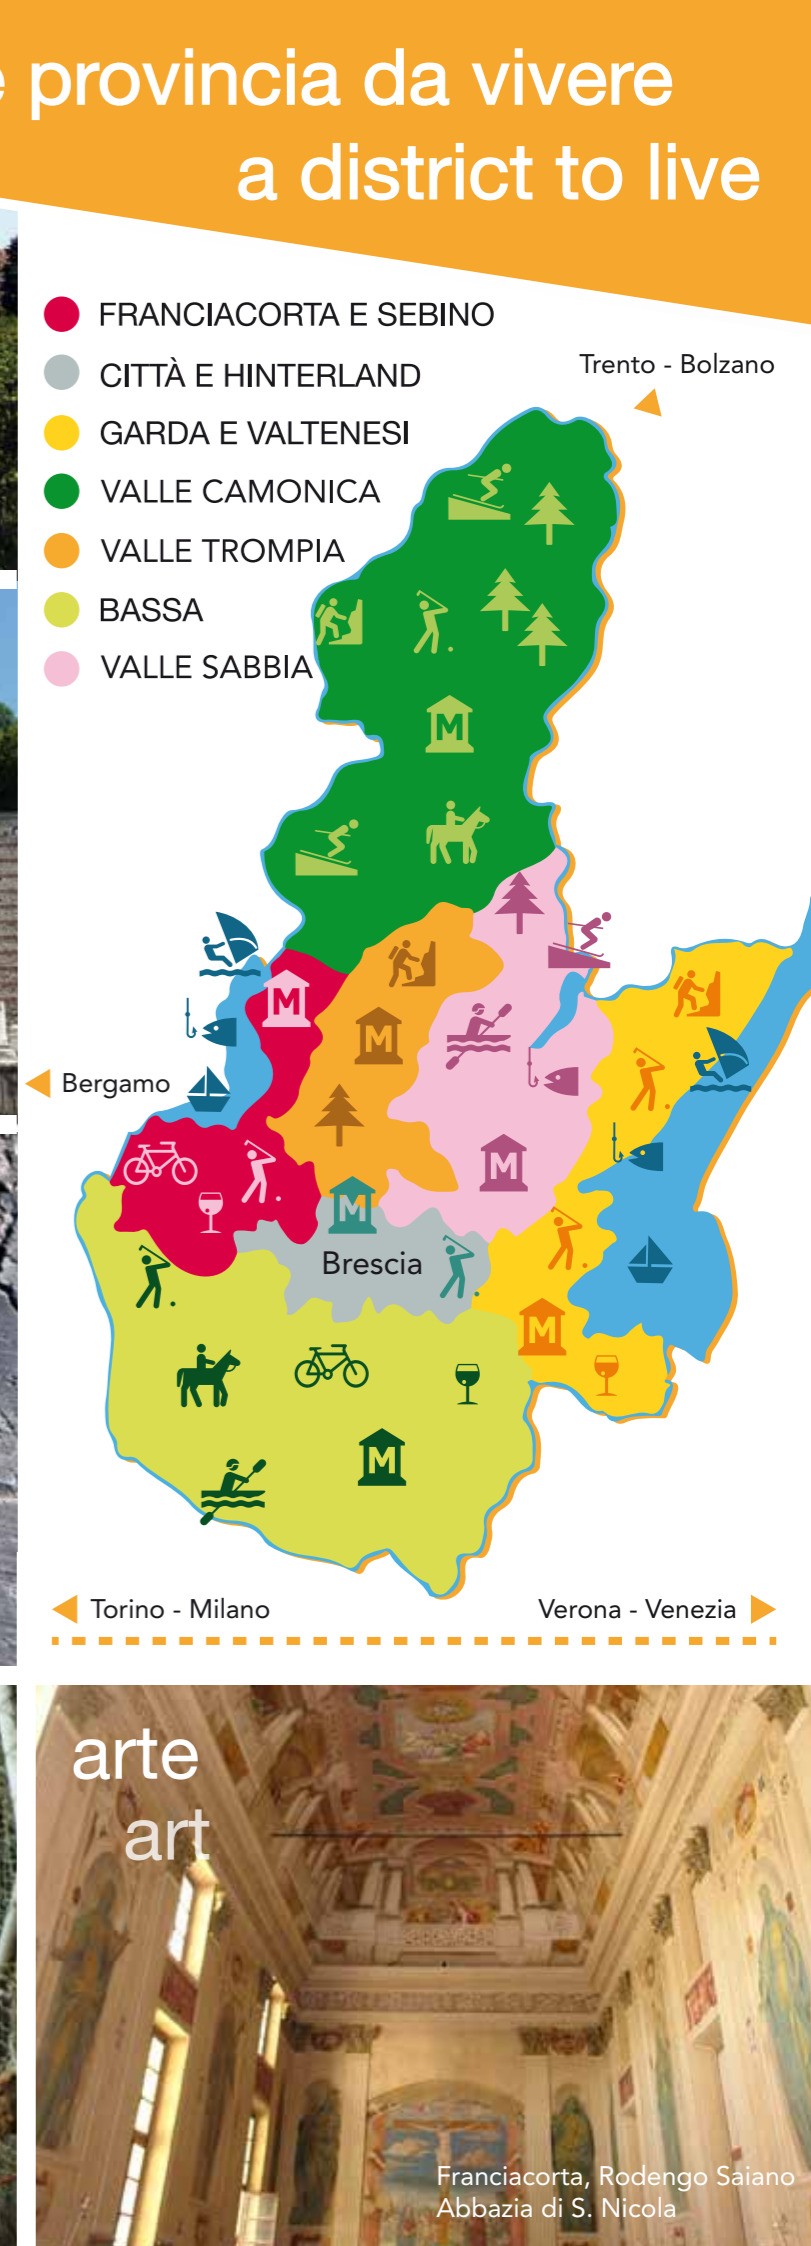 provincia da vivere
a district to live
FRANCIACORTA E SEBINO
CITTÀ E HINTERLAND
GARDA E VALTENESI
VALLE CAMONICA
VALLE TROMPIA
BASSA
VALLE SABBIA
Trento - Bolzano
M
M
M
Bergamo
M
M
Brescia
M
M
Torino - Milano
Verona - Venezia
arte
art
Franciacorta, Rodengo Saiano
Abbazia di S. Nicola